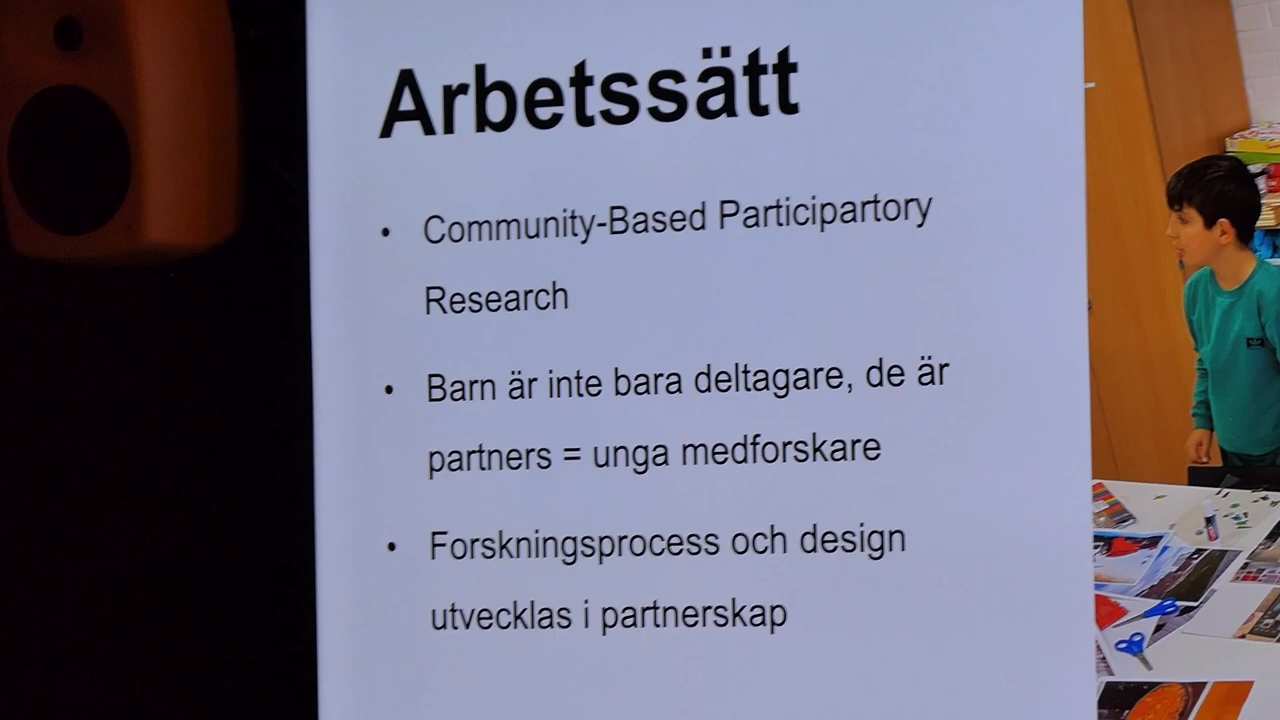 Arbetssätt
• Community-Based Participartory
Research
• Barn är inte bara deltagare, de är
partners = unga medforskare
• Forskningsprocess och design
utvecklas i partnerskap